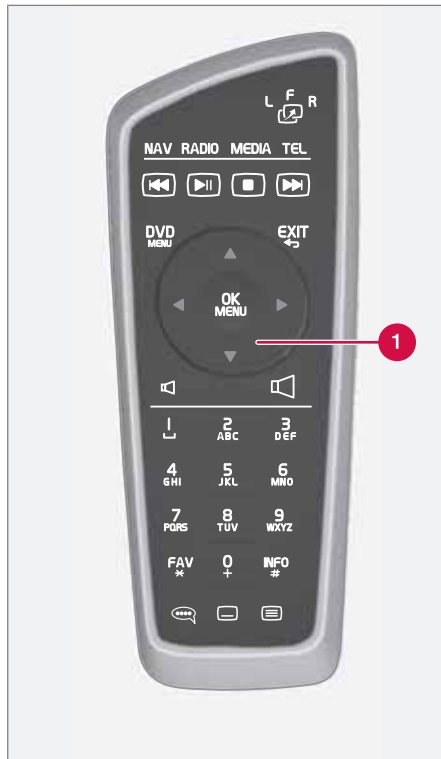 L F R
NAV RADIO MEDIA TEL
DVD EXIT
MENU
OK
MENU
1
1 2 3
ABC DEF
4 5 6
GHI JKL MNO
7 8 9
PQRS TUV WXYZ
FAV 0 INFO
* + #